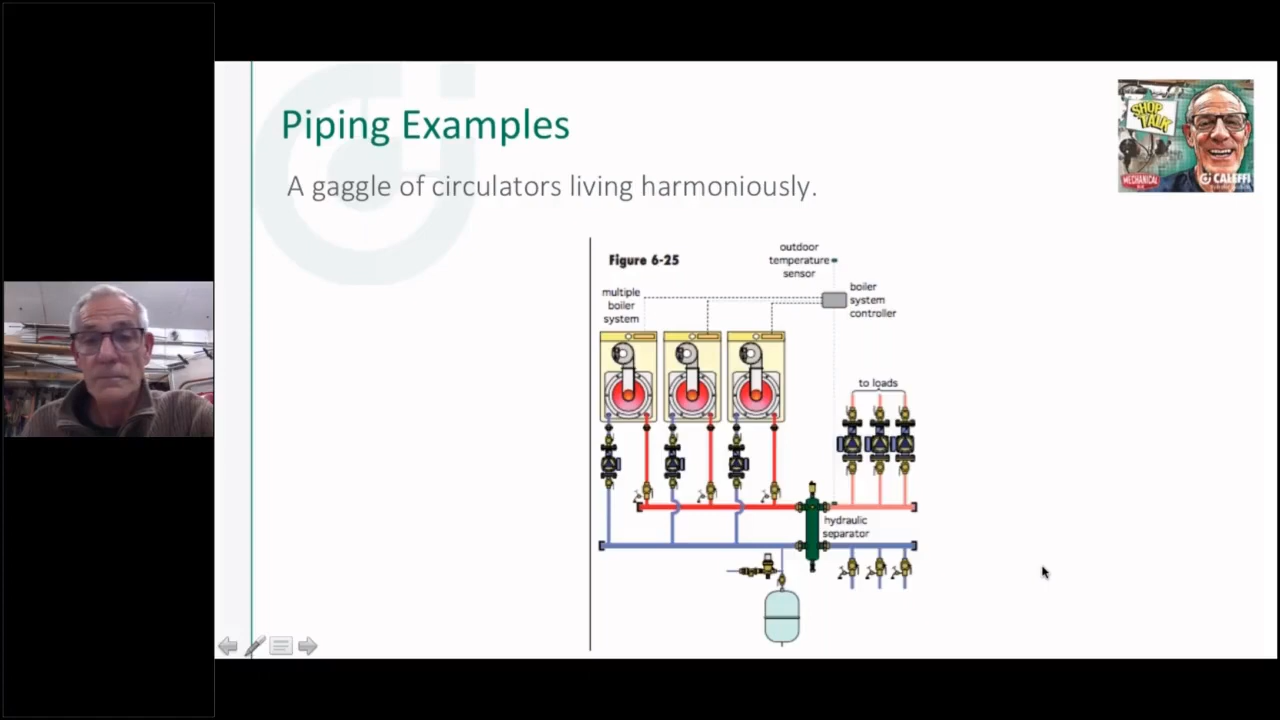 Piping Examples
A gaggle of circulators living harmoniously.
SHOP
TALK
MECHANICAL
CALEFFI
Figure 6-25
outdoor
temperature
sensor
multiple
boiler
system
boiler
system
controller
to loads
hydraulic
separator